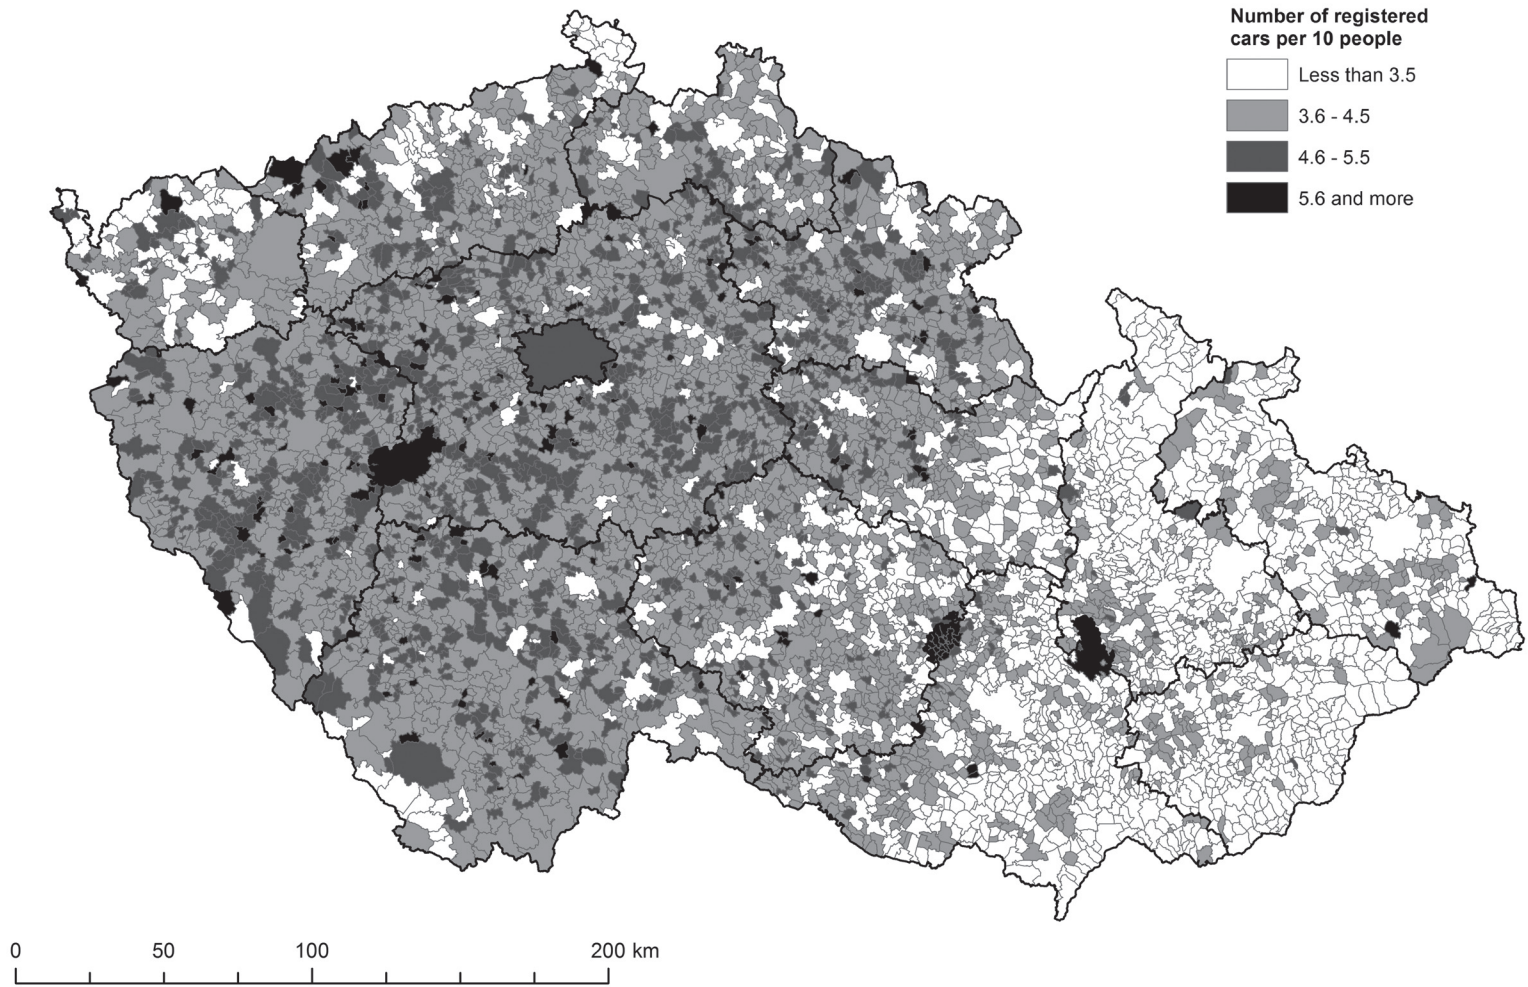 Number of registered
cars per 10 people
Less than 3.5
3.6 - 4.5
4.6 - 5.5
5.6 and more
0 50 100 200 km